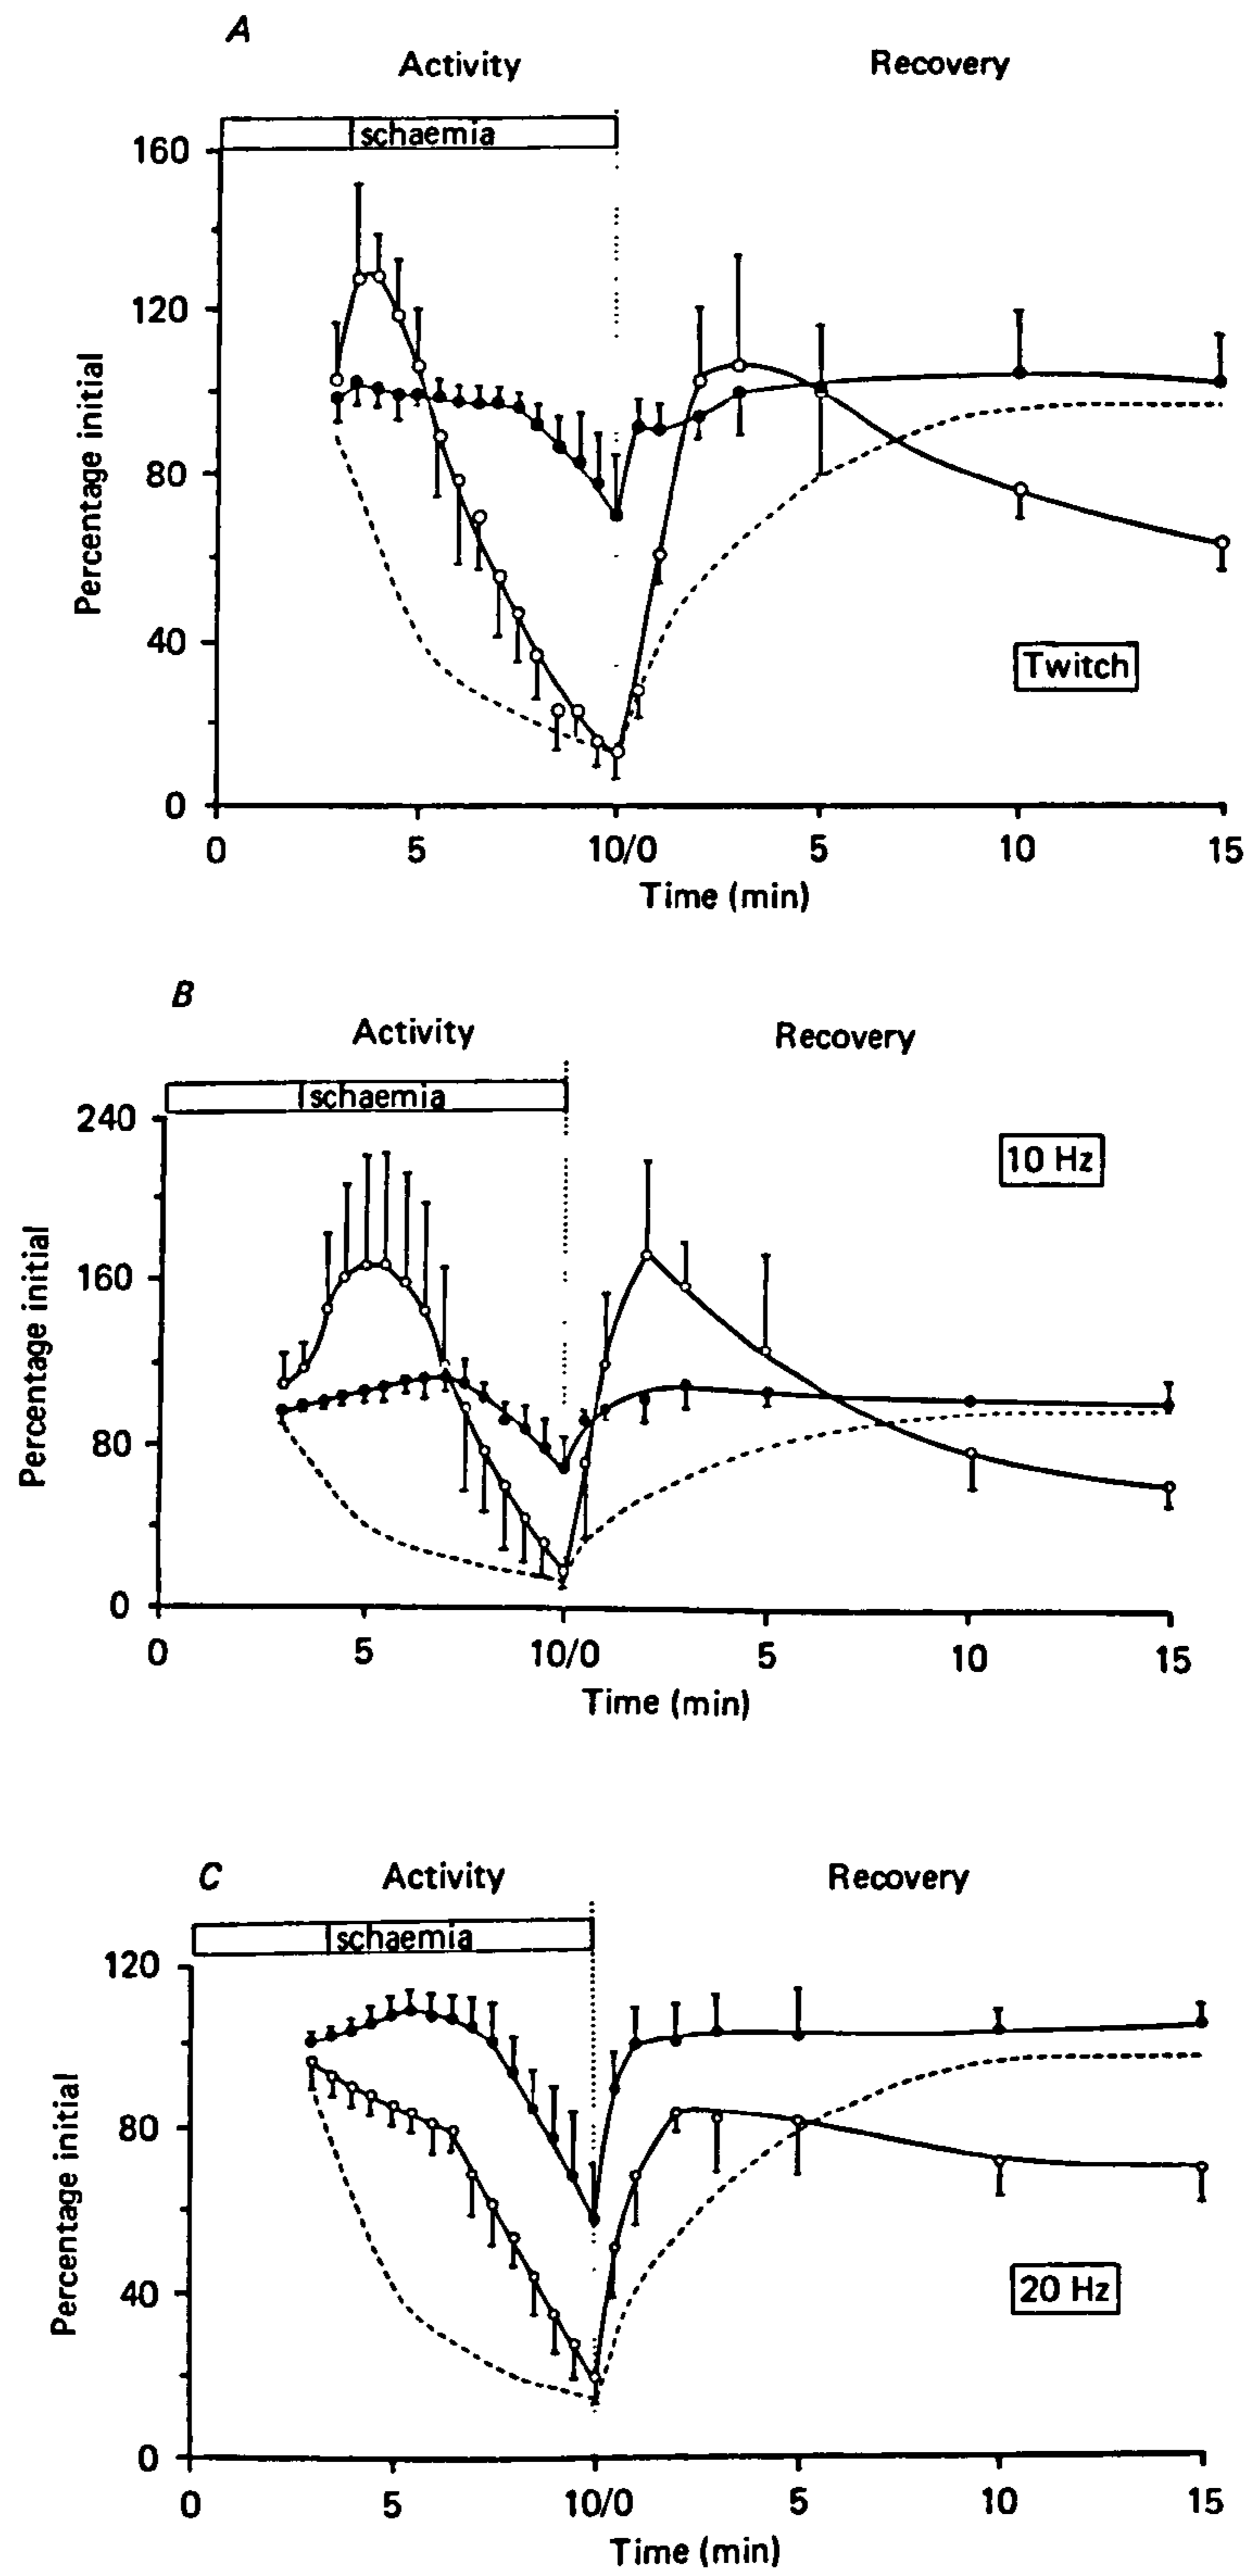 A
Activity Recovery
Ischaemia
160
120
80
40
0
Percentage initial
Twitch
0 5 10/0 5 10 15
Time (min)
B
Activity Recovery
Ischaemia
240
160
80
0
Percentage initial
10 Hz
0 5 10/0 5 10 15
Time (min)
C
Activity Recovery
Ischaemia
120
80
40
0
Percentage initial
20 Hz
0 5 10/0 5 10 15
Time (min)